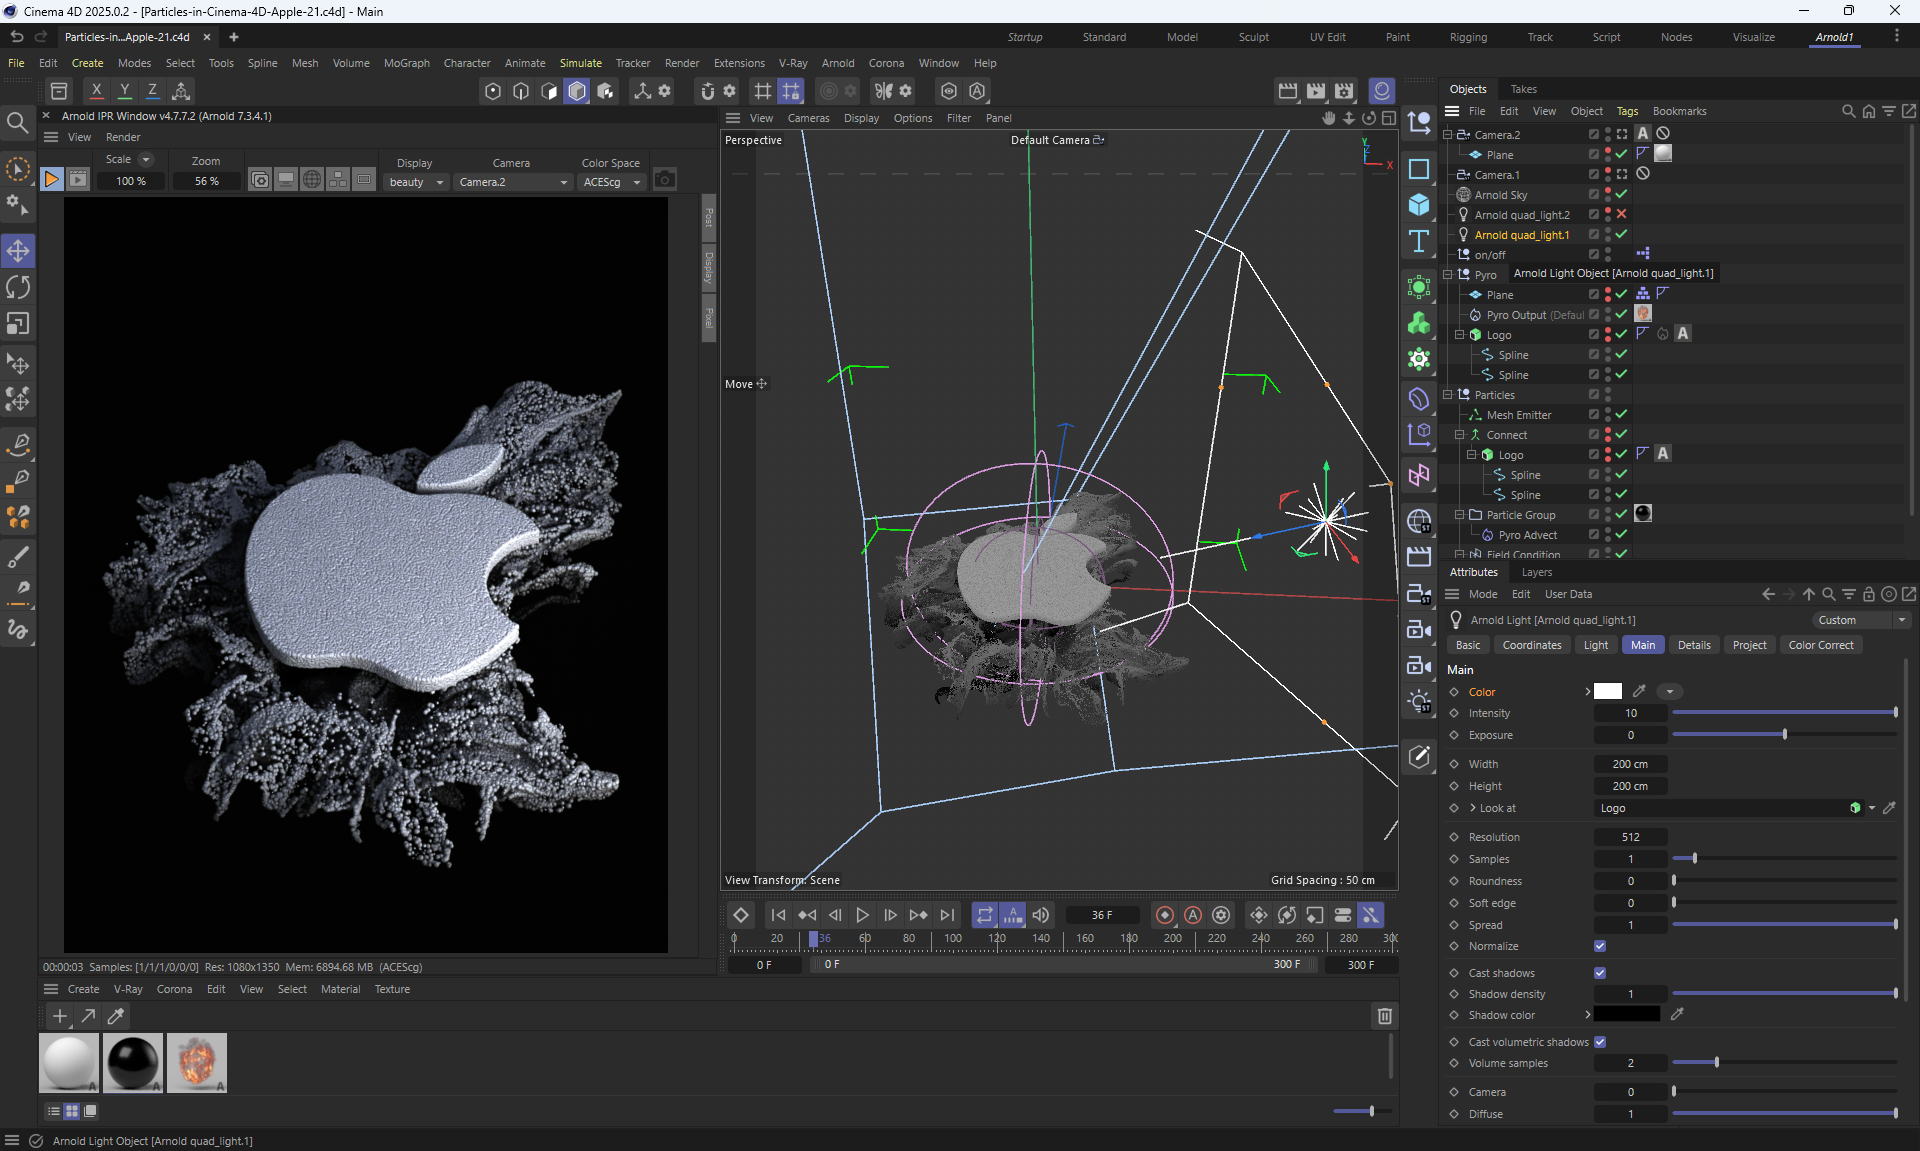 Cinema 4D 2025.0.2 - [Particles-in-Cinema-4D-Apple-21.c4d] - Main
Particles-in...Apple-21.c4d
Startup Standard Model Sculpt UV Edit Paint Rigging Track Script Nodes Visualize Arnold1
File Edit Create Modes Select Tools Spline Mesh Volume MoGraph Character Animate Simulate Tracker Render Extensions V-Ray Arnold Corona Window Help
X Y Z
Arnold IPR Window v4.7.7.2 (Arnold 7.3.4.1)
View Render
Scale Zoom Display Camera Color Space
100 % 56 % beauty Camera.2 ACEScg
Post
Display
Pixel
00:00:03 Samples: [1/1/1/0/0/0] Res: 1080x1350 Mem: 6894.68 MB (ACEScg)
View Cameras Display Options Filter Panel
Perspective
Default Camera
Y
Z
X
Move
View Transform: Scene
Grid Spacing : 50 cm
36 F
0 20 36 60 80 100 120 140 160 180 200 220 240 260 280 300
0 F 0 F 300 F 300 F
Create V-Ray Corona Edit View Select Material Texture
Arnold Light Object [Arnold quad_light.1]
Objects Takes
File Edit View Object Tags Bookmarks
Camera.2
Plane
Camera.1
Arnold Sky
Arnold quad_light.2
Arnold quad_light.1
on/off
Pyro
Arnold Light Object [Arnold quad_light.1]
Plane
Pyro Output (Defaul
Logo
Spline
Spline
Particles
Mesh Emitter
Connect
Logo
Spline
Spline
Particle Group
Pyro Advect
Field Condition
Attributes Layers
Mode Edit User Data
Arnold Light [Arnold quad_light.1]
Custom
Basic Coordinates Light Main Details Project Color Correct
Main
Color
Intensity 10
Exposure 0
Width 200 cm
Height 200 cm
Look at Logo
Resolution 512
Samples 1
Roundness 0
Soft edge 0
Spread 1
Normalize
Cast shadows
Shadow density 1
Shadow color
Cast volumetric shadows
Volume samples 2
Camera 0
Diffuse 1